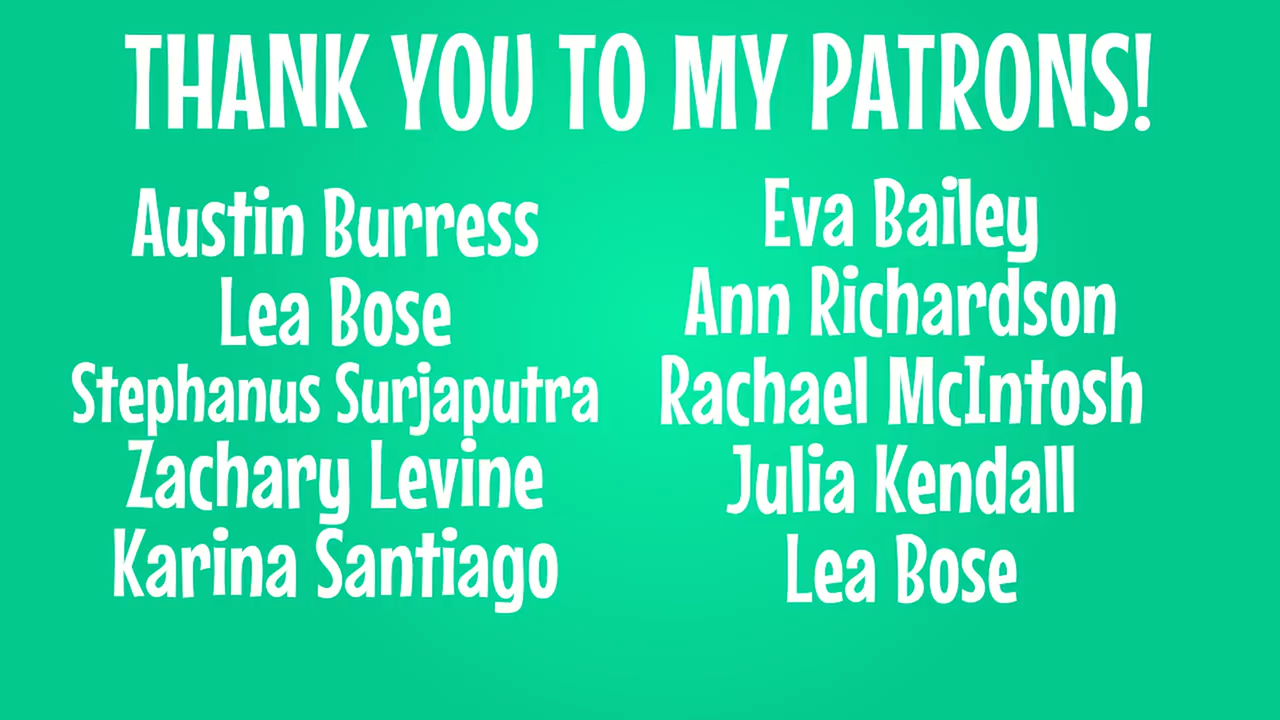 THANK YOU TO MY PATRONS!
Austin Burress
Lea Bose
Stephanus Surjaputra
Zachary Levine
Karina Santiago
Eva Bailey
Ann Richardson
Rachael McIntosh
Julia Kendall
Lea Bose